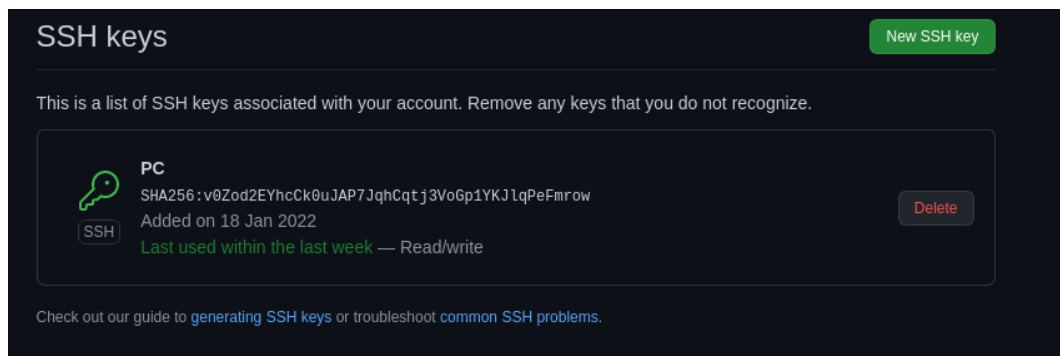 SSH keys
New SSH key
This is a list of SSH keys associated with your account. Remove any keys that you do not recognize.
PC
SHA256:v0Zod2EYhcCk0uJAP7JqhCqtj3VoGp1YKJlqPeFmrow
Added on 18 Jan 2022
Last used within the last week — Read/write
SSH
Delete
Check out our guide to generating SSH keys or troubleshoot common SSH problems.